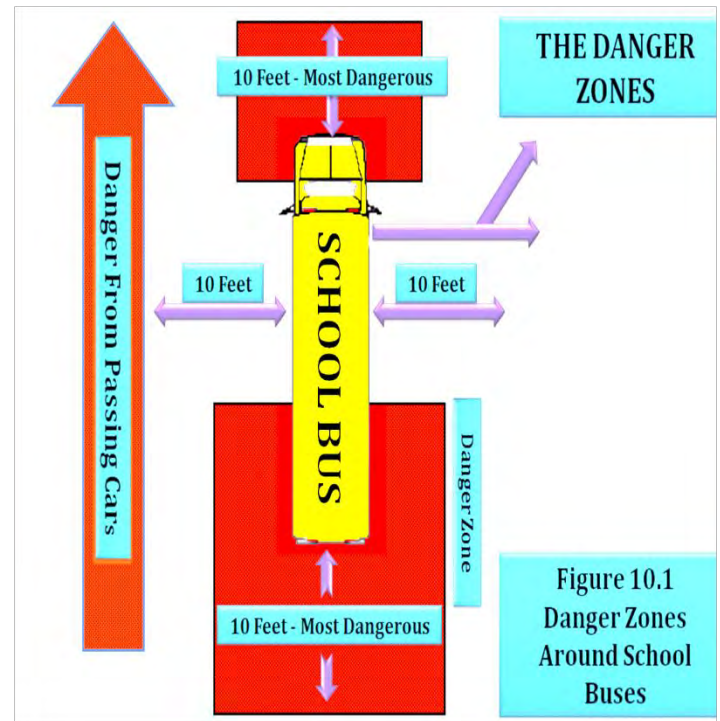 THE DANGER
ZONES
10 Feet - Most Dangerous
Danger From Passing Cars
SCHOOL BUS
10 Feet
10 Feet
Danger Zone
10 Feet - Most Dangerous
Figure 10.1
Danger Zones
Around School
Buses